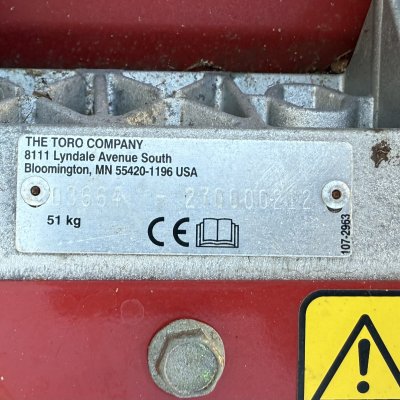 THE TORO COMPANY
8111 Lyndale Avenue South
Bloomington, MN 55420-1196 USA
51 kg
CE
107-2963